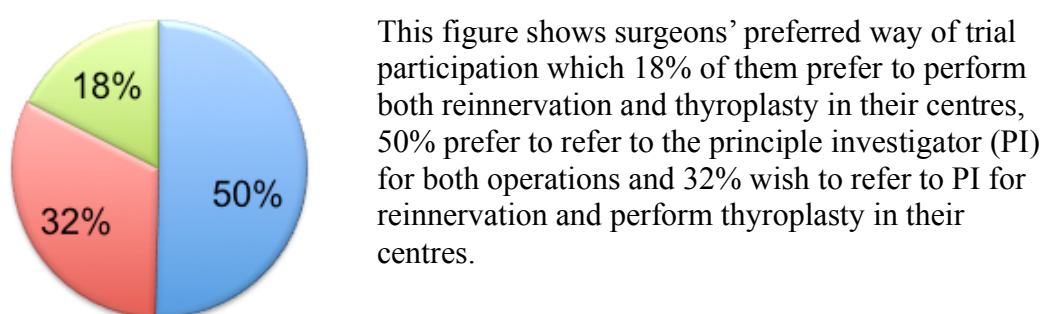 18%
32%
50%
This figure shows surgeons’ preferred way of trial
participation which 18% of them prefer to perform
both reinnervation and thyroplasty in their centres,
50% prefer to refer to the principle investigator (PI)
for both operations and 32% wish to refer to PI for
reinnervation and perform thyroplasty in their
centres.